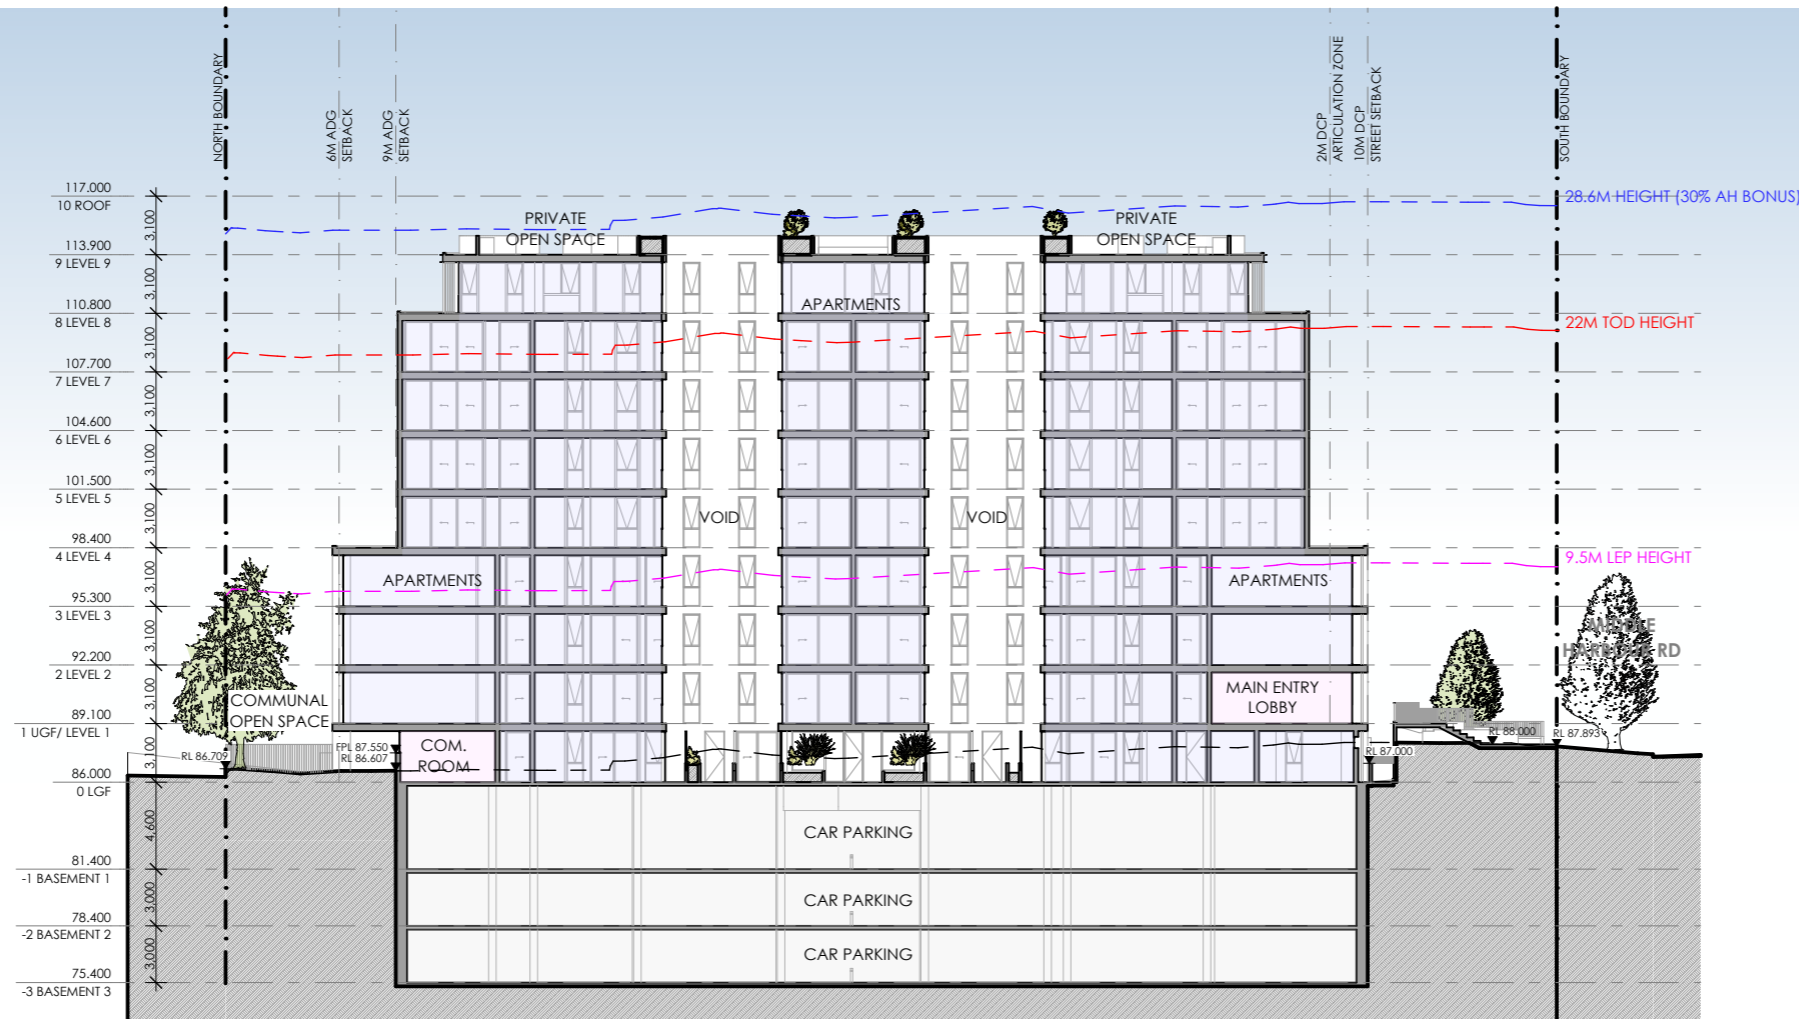 NORTH BOUNDARY
6M ADG
SETBACK
9M ADG
SETBACK
2M DCP
ARTICULATION ZONE
10M DCP
STREET SETBACK
SOUTH BOUNDARY
117.000
10 ROOF
3,100
113.900
9 LEVEL 9
3,100
110.800
8 LEVEL 8
3,100
107.700
7 LEVEL 7
3,100
104.600
6 LEVEL 6
3,100
101.500
5 LEVEL 5
3,100
98.400
4 LEVEL 4
3,100
95.300
3 LEVEL 3
3,100
92.200
2 LEVEL 2
3,100
89.100
1 UGF/ LEVEL 1
3,100
86.000
0 LGF
4,600
81.400
-1 BASEMENT 1
3,000
78.400
-2 BASEMENT 2
3,000
75.400
-3 BASEMENT 3
28.6M HEIGHT (30% AH BONUS)
PRIVATE
OPEN SPACE
PRIVATE
OPEN SPACE
APARTMENTS
22M TOD HEIGHT
VOID
VOID
9.5M LEP HEIGHT
APARTMENTS
APARTMENTS
MIDDLE
HARBOUR RD
COMMUNAL
OPEN SPACE
MAIN ENTRY
LOBBY
COM.
ROOM
RL 86.709
FPL 87.550
RL 86.607
RL 87.000
RL 88.000
RL 87.893
CAR PARKING
CAR PARKING
CAR PARKING